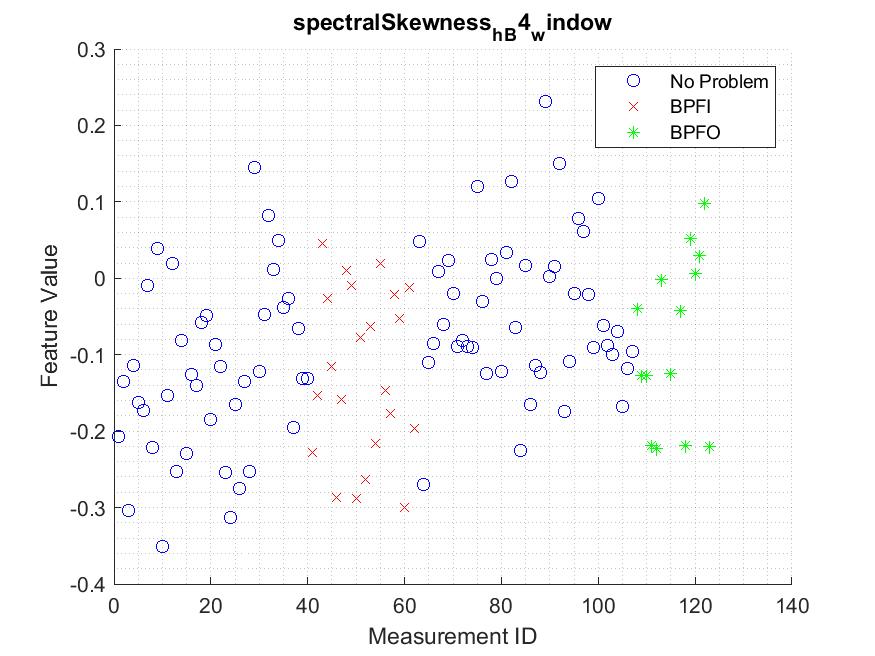 spectralSkewness_hB4_window
0.3
0.2
0.1
0
-0.1
-0.2
-0.3
-0.4
Feature Value
No Problem
BPFI
BPFO
0 20 40 60 80 100 120 140
Measurement ID